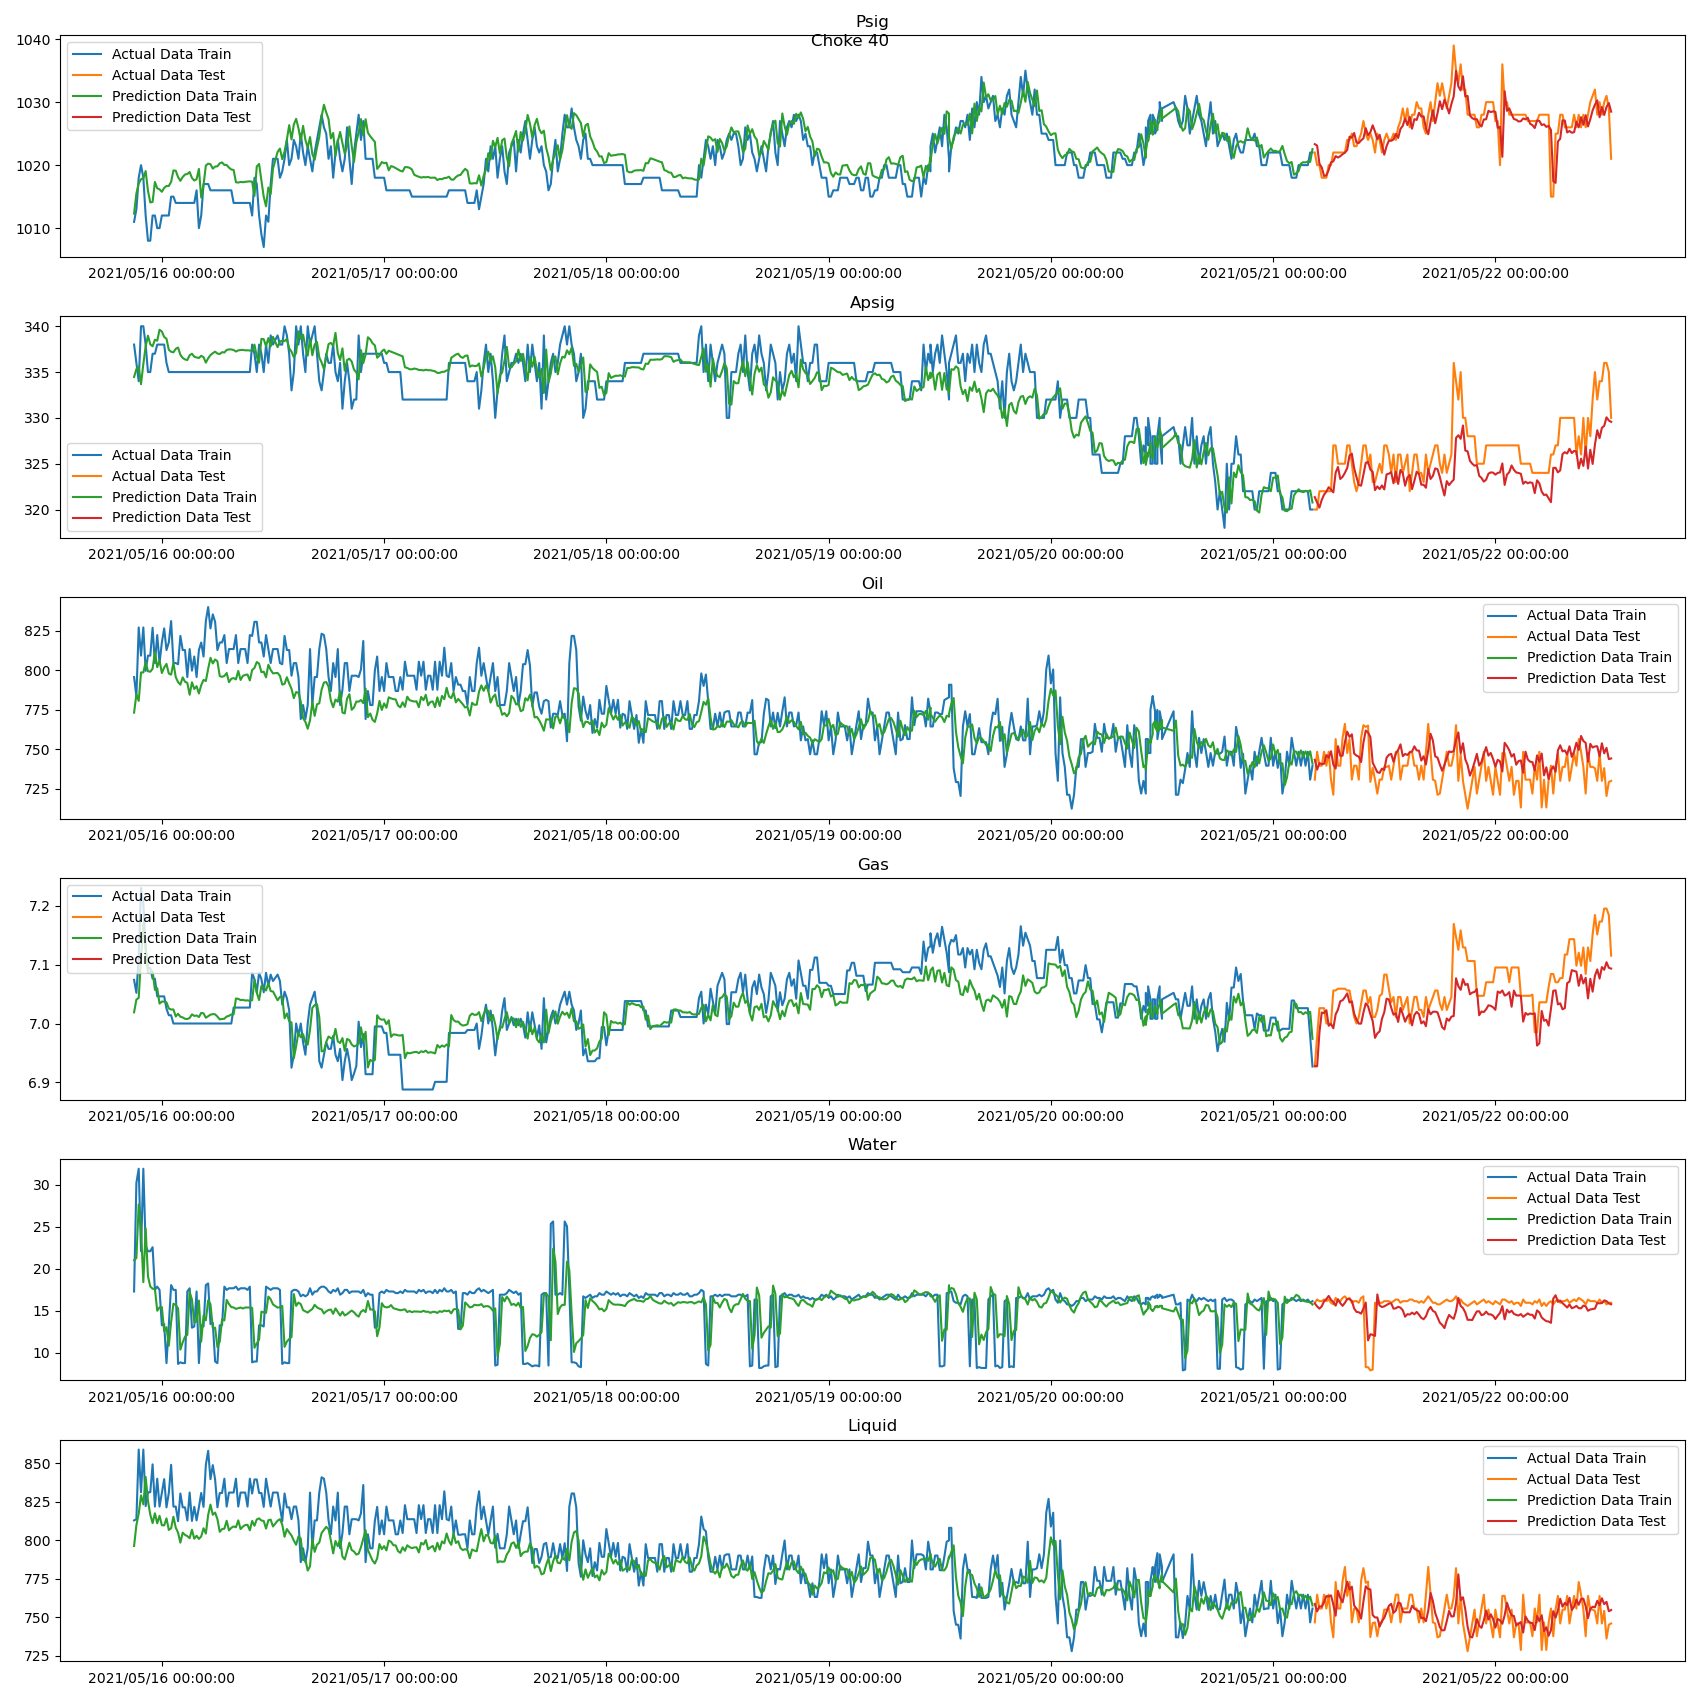 Psig
Choke 40
1040
1030
1020
1010
Actual Data Train
Actual Data Test
Prediction Data Train
Prediction Data Test
2021/05/16 00:00:00 2021/05/17 00:00:00 2021/05/18 00:00:00 2021/05/19 00:00:00 2021/05/20 00:00:00 2021/05/21 00:00:00 2021/05/22 00:00:00
Apsig
340
335
330
325
320
Actual Data Train
Actual Data Test
Prediction Data Train
Prediction Data Test
2021/05/16 00:00:00 2021/05/17 00:00:00 2021/05/18 00:00:00 2021/05/19 00:00:00 2021/05/20 00:00:00 2021/05/21 00:00:00 2021/05/22 00:00:00
Oil
825
800
775
750
725
Actual Data Train
Actual Data Test
Prediction Data Train
Prediction Data Test
2021/05/16 00:00:00 2021/05/17 00:00:00 2021/05/18 00:00:00 2021/05/19 00:00:00 2021/05/20 00:00:00 2021/05/21 00:00:00 2021/05/22 00:00:00
Gas
7.2
7.1
7.0
6.9
Actual Data Train
Actual Data Test
Prediction Data Train
Prediction Data Test
2021/05/16 00:00:00 2021/05/17 00:00:00 2021/05/18 00:00:00 2021/05/19 00:00:00 2021/05/20 00:00:00 2021/05/21 00:00:00 2021/05/22 00:00:00
Water
30
25
20
15
10
Actual Data Train
Actual Data Test
Prediction Data Train
Prediction Data Test
2021/05/16 00:00:00 2021/05/17 00:00:00 2021/05/18 00:00:00 2021/05/19 00:00:00 2021/05/20 00:00:00 2021/05/21 00:00:00 2021/05/22 00:00:00
Liquid
850
825
800
775
750
725
Actual Data Train
Actual Data Test
Prediction Data Train
Prediction Data Test
2021/05/16 00:00:00 2021/05/17 00:00:00 2021/05/18 00:00:00 2021/05/19 00:00:00 2021/05/20 00:00:00 2021/05/21 00:00:00 2021/05/22 00:00:00